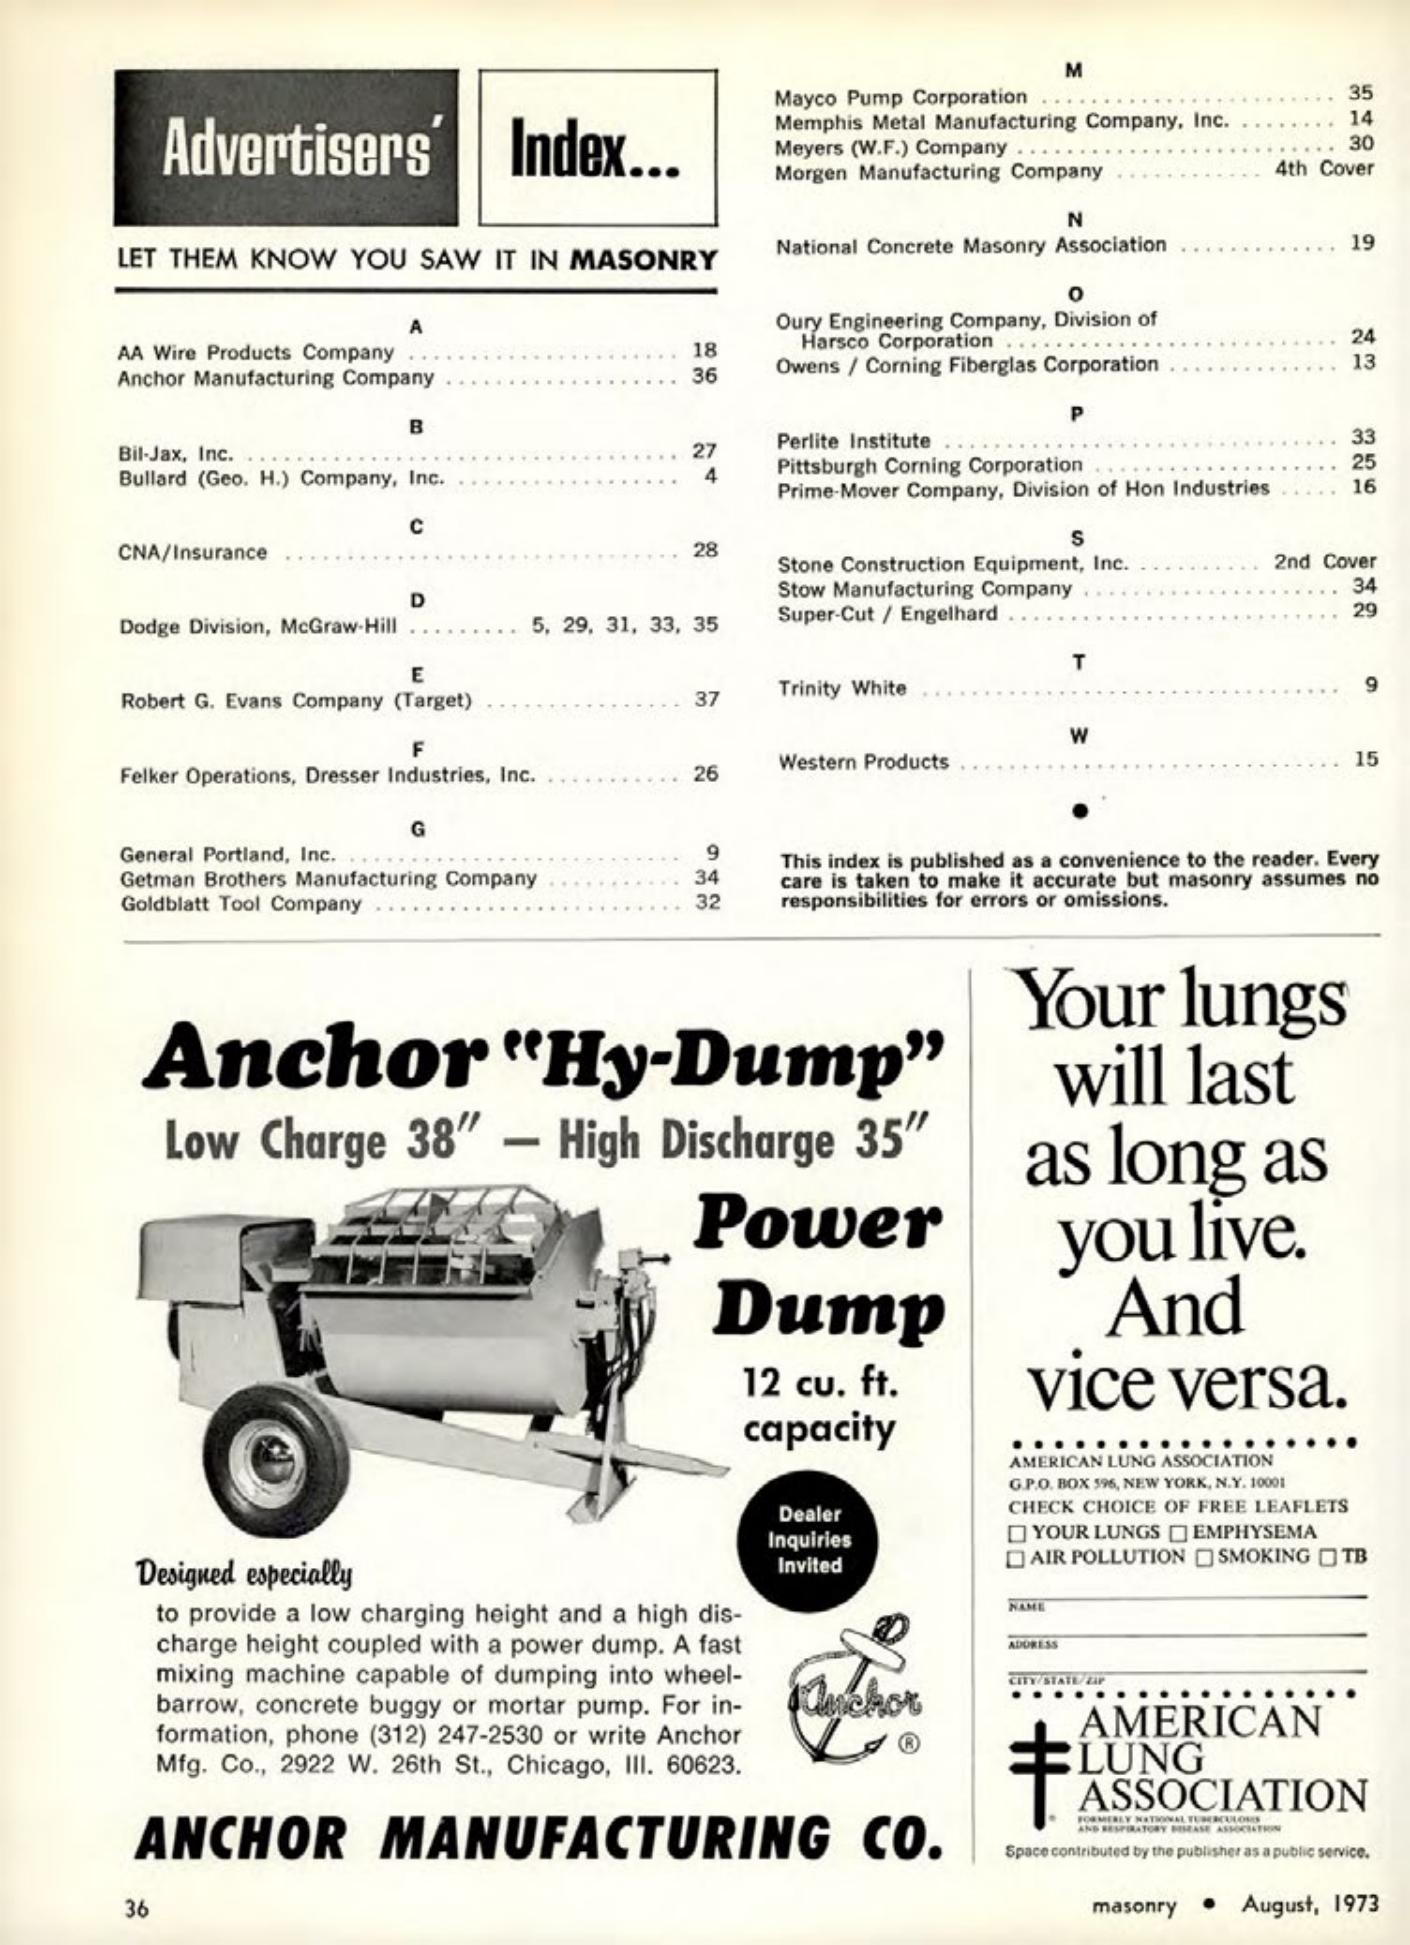 Advertisers' Index...
LET THEM KNOW YOU SAW IT IN MASONRY
A
AA Wire Products Company ...................... 18
Anchor Manufacturing Company ................... 36
B
Bil-Jax, Inc. .................................... 27
Bullard (Geo. H.) Company, Inc. .................. 4
C
CNA/Insurance ................................ 28
D
Dodge Division, McGraw-Hill ......... 5, 29, 31, 33, 35
E
Robert G. Evans Company (Target) ................ 37
F
Felker Operations, Dresser Industries, Inc. ........... 26
G
General Portland, Inc. ........................... 9
Getman Brothers Manufacturing Company ........... 34
Goldblatt Tool Company ......................... 32
M
Mayco Pump Corporation ........................ 35
Memphis Metal Manufacturing Company, Inc. ........ 14
Meyers (W.F.) Company .......................... 30
Morgen Manufacturing Company ............ 4th Cover
N
National Concrete Masonry Association ............. 19
O
Oury Engineering Company, Division of
Harsco Corporation ........................... 24
Owens / Corning Fiberglas Corporation .............. 13
P
Perlite Institute ................................ 33
Pittsburgh Corning Corporation .................... 25
Prime-Mover Company, Division of Hon Industries ..... 16
S
Stone Construction Equipment, Inc. .......... 2nd Cover
Stow Manufacturing Company ..................... 34
Super-Cut / Engelhard ........................... 29
T
Trinity White .................................. 9
W
Western Products ............................... 15
●
This index is published as a convenience to the reader. Every
care is taken to make it accurate but masonry assumes no
responsibilities for errors or omissions.
Anchor "Hy-Dump"
Low Charge 38" — High Discharge 35"
Power
Dump
12 cu. ft.
capacity
Dealer
Inquiries
Invited
Designed especially
to provide a low charging height and a high dis-
charge height coupled with a power dump. A fast
mixing machine capable of dumping into wheel-
barrow, concrete buggy or mortar pump. For in-
formation, phone (312) 247-2530 or write Anchor
Mfg. Co., 2922 W. 26th St., Chicago, Ill. 60623.
Anchor ®
ANCHOR MANUFACTURING CO.
Your lungs
will last
as long as
you live.
And
vice versa.
AMERICAN LUNG ASSOCIATION
G.P.O. BOX 596, NEW YORK, N.Y. 10001
CHECK CHOICE OF FREE LEAFLETS
□ YOUR LUNGS □ EMPHYSEMA
□ AIR POLLUTION □ SMOKING □ TB
NAME
ADDRESS
CITY/STATE/ZIP
AMERICAN
LUNG
ASSOCIATION
FORMERLY NATIONAL TUBERCULOSIS
AND RESPIRATORY DISEASE ASSOCIATION
Space contributed by the publisher as a public service.
36
masonry ● August, 1973